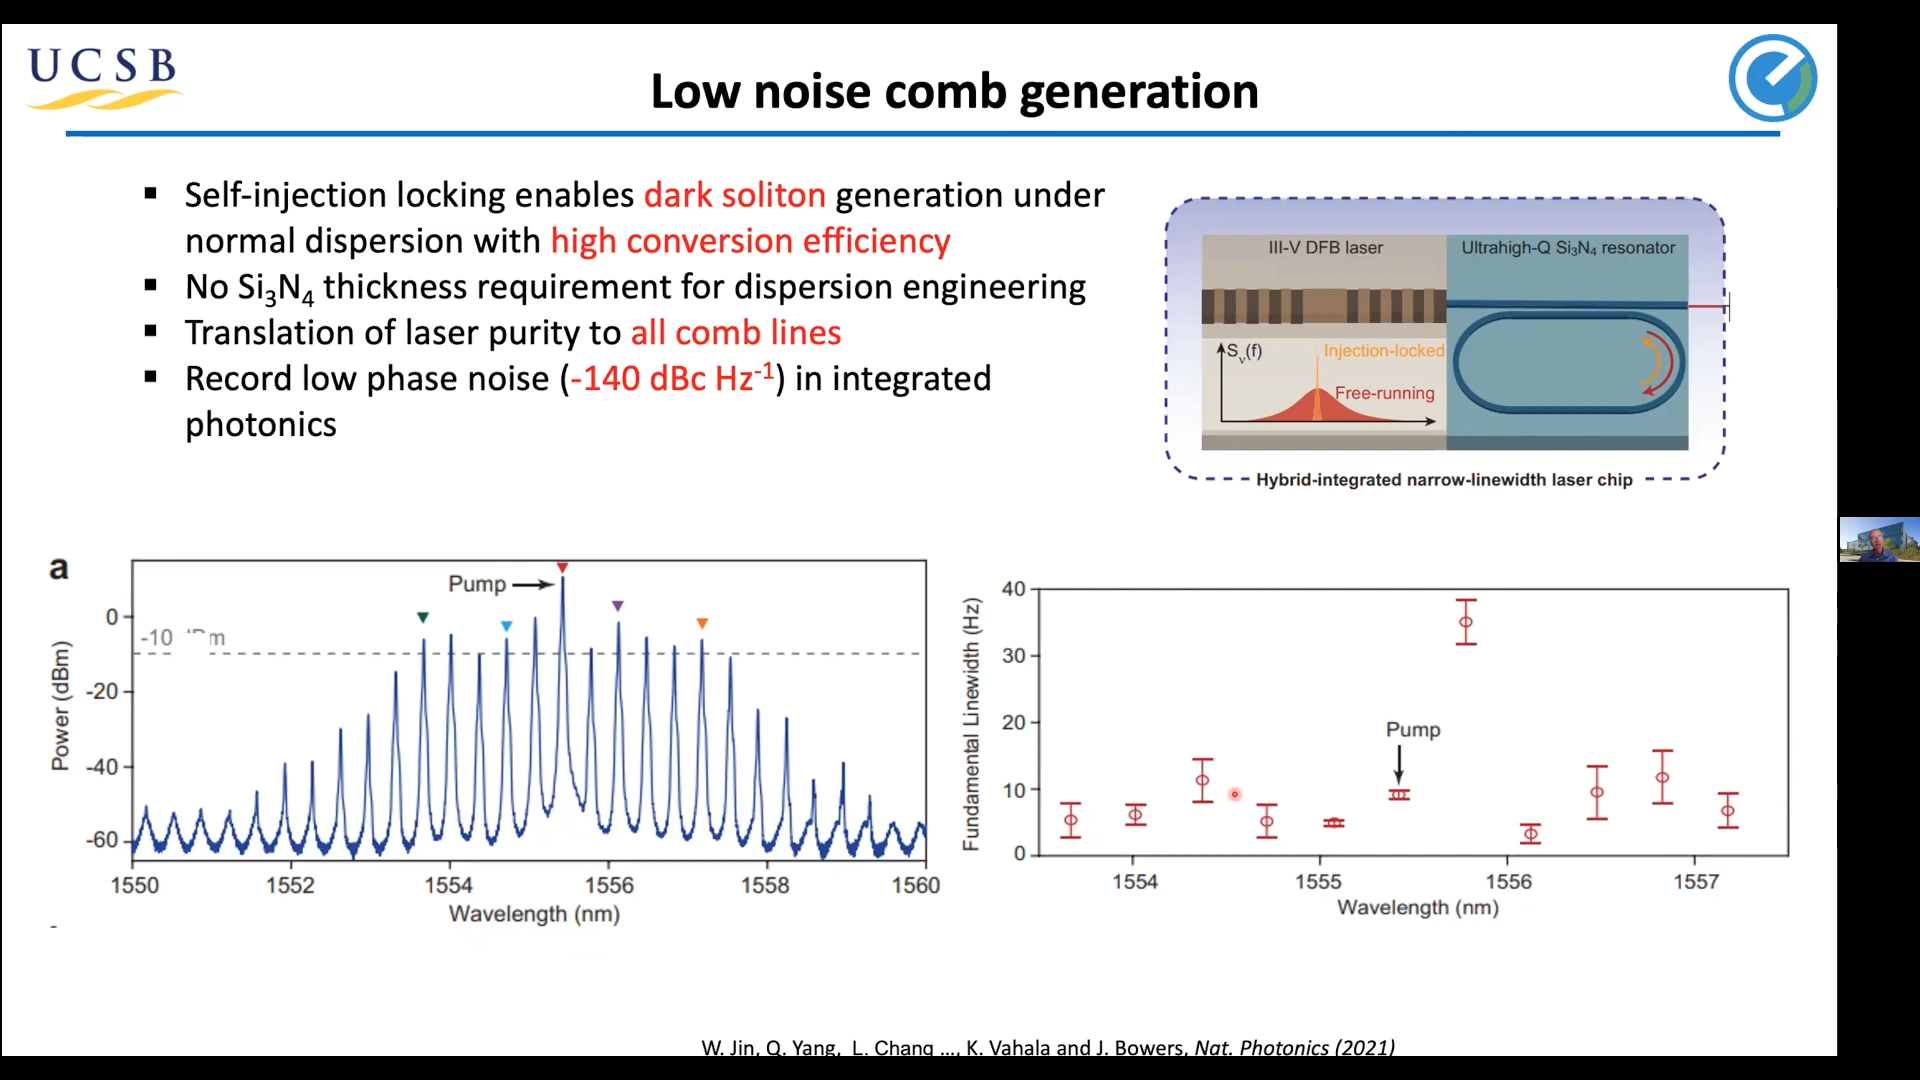 UCSB
Low noise comb generation
▪ Self-injection locking enables dark soliton generation under
normal dispersion with high conversion efficiency
▪ No Si₃N₄ thickness requirement for dispersion engineering
▪ Translation of laser purity to all comb lines
▪ Record low phase noise (-140 dBc Hz⁻¹) in integrated
photonics
III-V DFB laser
Ultrahigh-Q Si₃N₄ resonator
Sᵥ(f)
Injection-locked
Free-running
Hybrid-integrated narrow-linewidth laser chip
a
Pump
0
-10
-20
-40
-60
Power (dBm)
1550 1552 1554 1556 1558 1560
Wavelength (nm)
40
30
20
10
0
Fundamental Linewidth (Hz)
Pump
1554 1555 1556 1557
Wavelength (nm)
W. Jin, Q. Yang, L. Chang ..., K. Vahala and J. Bowers, Nat. Photonics (2021)